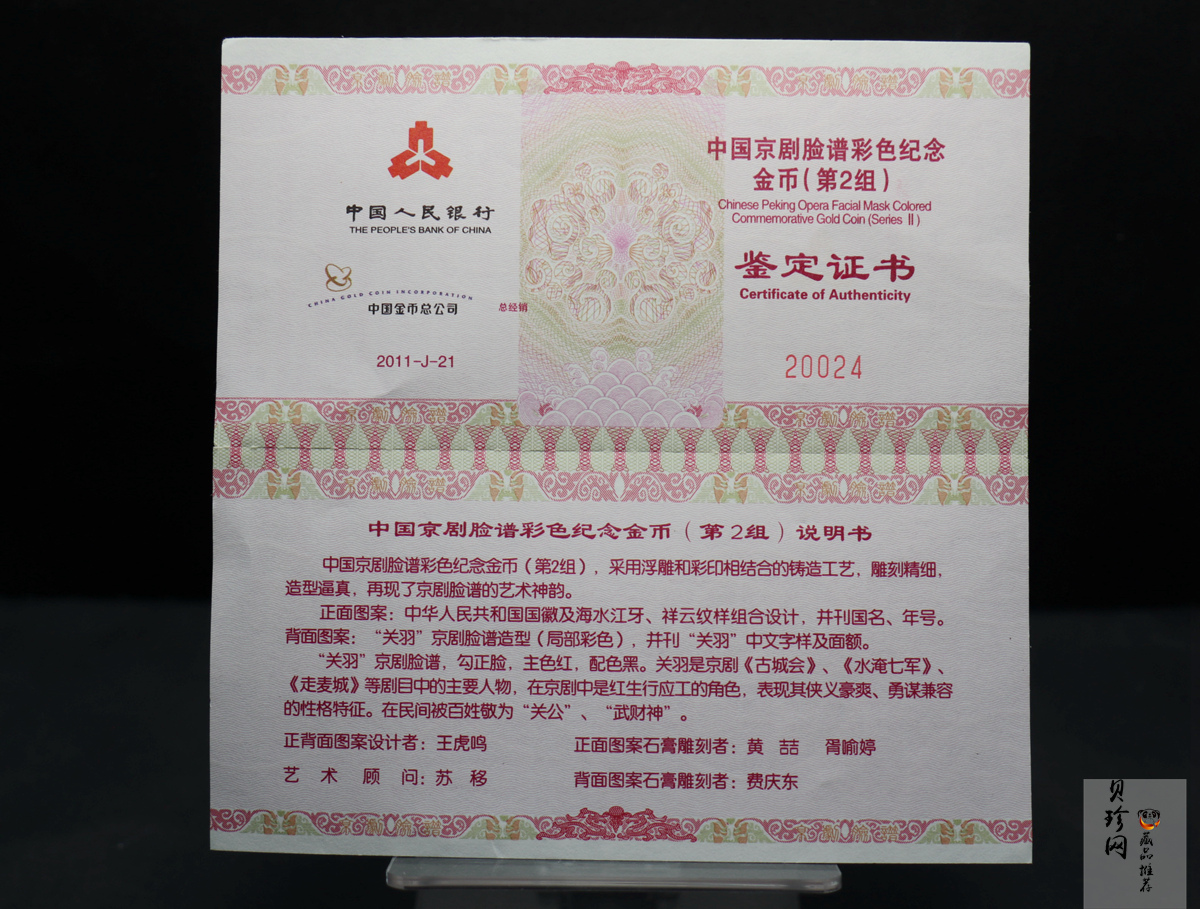 中国人民银行
THE PEOPLE'S BANK OF CHINA
CHINA GOLD COIN INCORPORATION
中国金币总公司
总经销
2011-J-21
中国京剧脸谱彩色纪念
金币（第2组）
Chinese Peking Opera Facial Mask Colored
Commemorative Gold Coin (Series Ⅱ)
鉴定证书
Certificate of Authenticity
20024
中国京剧脸谱彩色纪念金币（第2组）说明书
中国京剧脸谱彩色纪念金币（第2组），采用浮雕和彩印相结合的铸造工艺，雕刻精细，
造型逼真，再现了京剧脸谱的艺术神韵。
正面图案：中华人民共和国国徽及海水江牙、祥云纹样组合设计，并刊国名、年号。
背面图案：“关羽”京剧脸谱造型（局部彩色），并刊“关羽”中文字样及面额。
“关羽”京剧脸谱，勾正脸，主色红，配色黑。关羽是京剧《古城会》、《水淹七军》、
《走麦城》等剧目中的主要人物，在京剧中是红生行应工的角色，表现其侠义豪爽、勇谋兼容
的性格特征。在民间被百姓敬为“关公”、“武财神”。
正背面图案设计者：王虎鸣 正面图案石膏雕刻者：黄 喆 胥喻婷
艺 术 顾 问：苏 移 背面图案石膏雕刻者：费庆东
贝珍网
藏品推荐